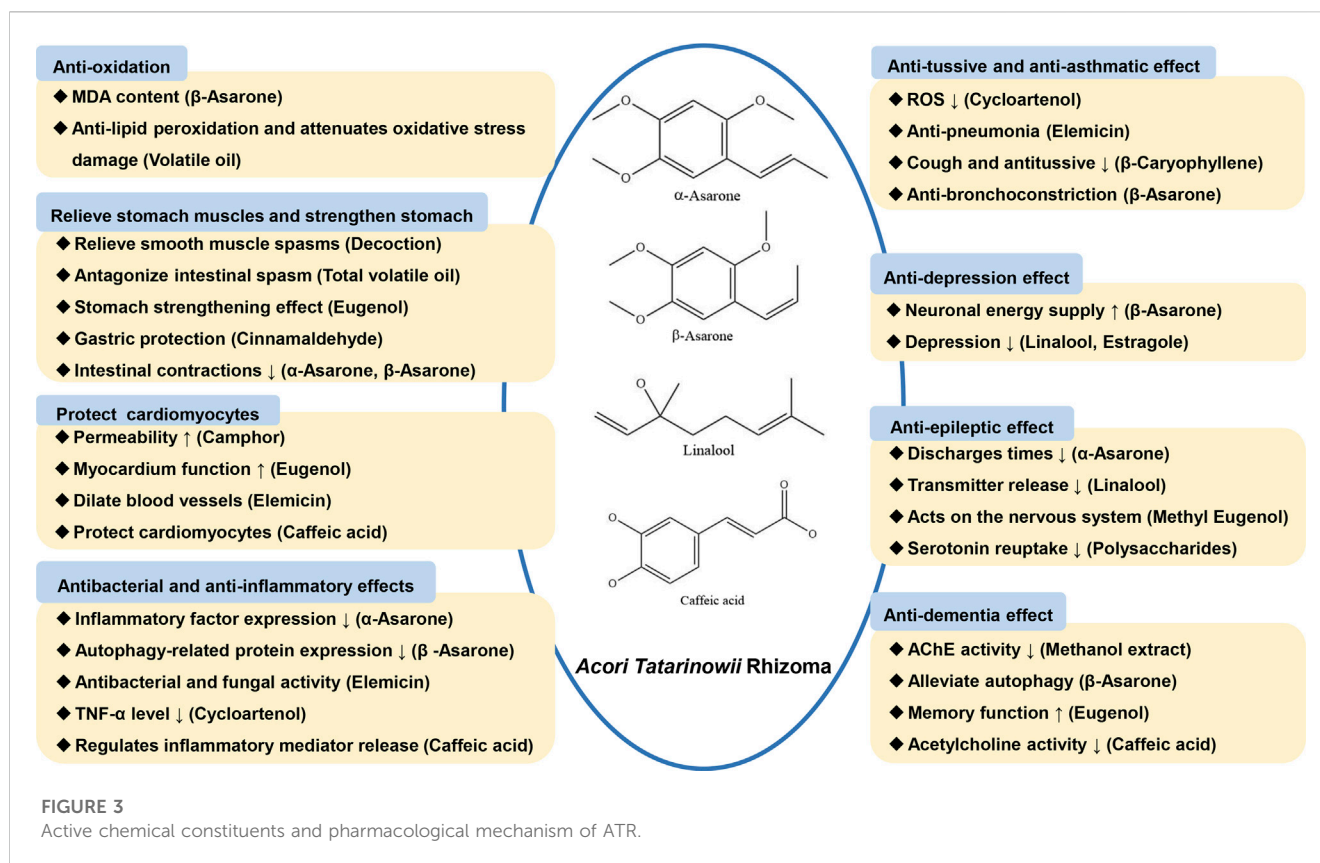 Anti-oxidation
◆ MDA content (β-Asarone)
◆ Anti-lipid peroxidation and attenuates oxidative stress
damage (Volatile oil)
Relieve stomach muscles and strengthen stomach
◆ Relieve smooth muscle spasms (Decoction)
◆ Antagonize intestinal spasm (Total volatile oil)
◆ Stomach strengthening effect (Eugenol)
◆ Gastric protection (Cinnamaldehyde)
◆ Intestinal contractions ↓ (α-Asarone, β-Asarone)
Protect cardiomyocytes
◆ Permeability ↑ (Camphor)
◆ Myocardium function ↑ (Eugenol)
◆ Dilate blood vessels (Elemicin)
◆ Protect cardiomyocytes (Caffeic acid)
Antibacterial and anti-inflammatory effects
◆ Inflammatory factor expression ↓ (α-Asarone)
◆ Autophagy-related protein expression ↓ (β -Asarone)
◆ Antibacterial and fungal activity (Elemicin)
◆ TNF-α level ↓ (Cycloartenol)
◆ Regulates inflammatory mediator release (Caffeic acid)
O
O
O
α-Asarone
O
O
O
β-Asarone
O
Linalool
O
O
O
O
Caffeic acid
Acori Tatarinowii Rhizoma
Anti-tussive and anti-asthmatic effect
◆ ROS ↓ (Cycloartenol)
◆ Anti-pneumonia (Elemicin)
◆ Cough and antitussive ↓ (β-Caryophyllene)
◆ Anti-bronchoconstriction (β-Asarone)
Anti-depression effect
◆ Neuronal energy supply ↑ (β-Asarone)
◆ Depression ↓ (Linalool, Estragole)
Anti-epileptic effect
◆ Discharges times ↓ (α-Asarone)
◆ Transmitter release ↓ (Linalool)
◆ Acts on the nervous system (Methyl Eugenol)
◆ Serotonin reuptake ↓ (Polysaccharides)
Anti-dementia effect
◆ AChE activity ↓ (Methanol extract)
◆ Alleviate autophagy (β-Asarone)
◆ Memory function ↑ (Eugenol)
◆ Acetylcholine activity ↓ (Caffeic acid)
FIGURE 3
Active chemical constituents and pharmacological mechanism of ATR.